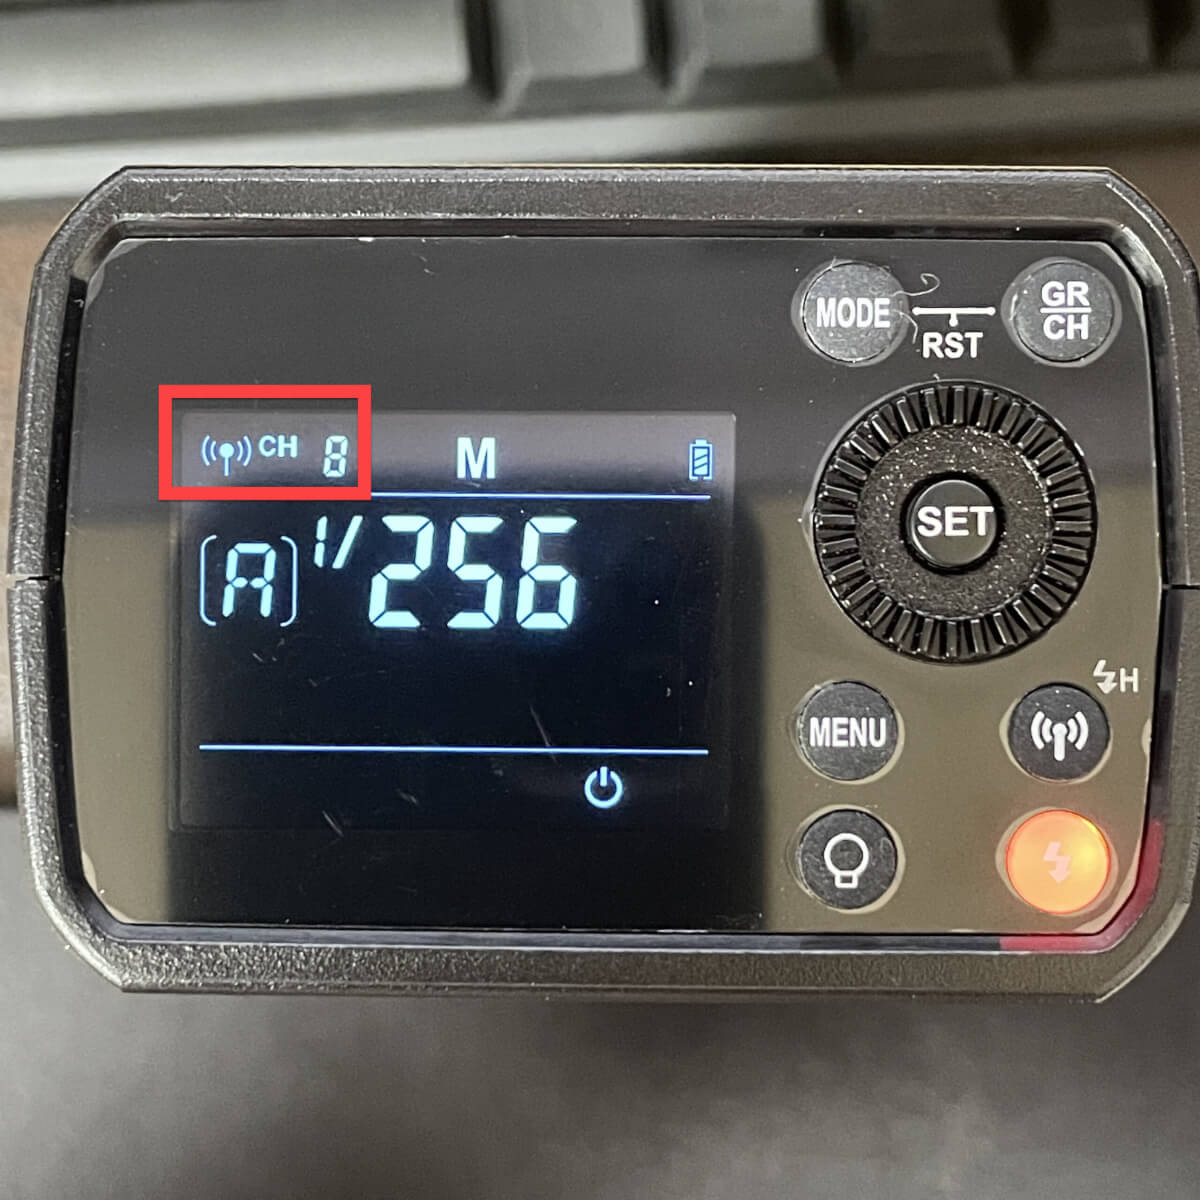 MODE
RST
GR
CH
CH 8
M
SET
[A] 1/256
H
MENU